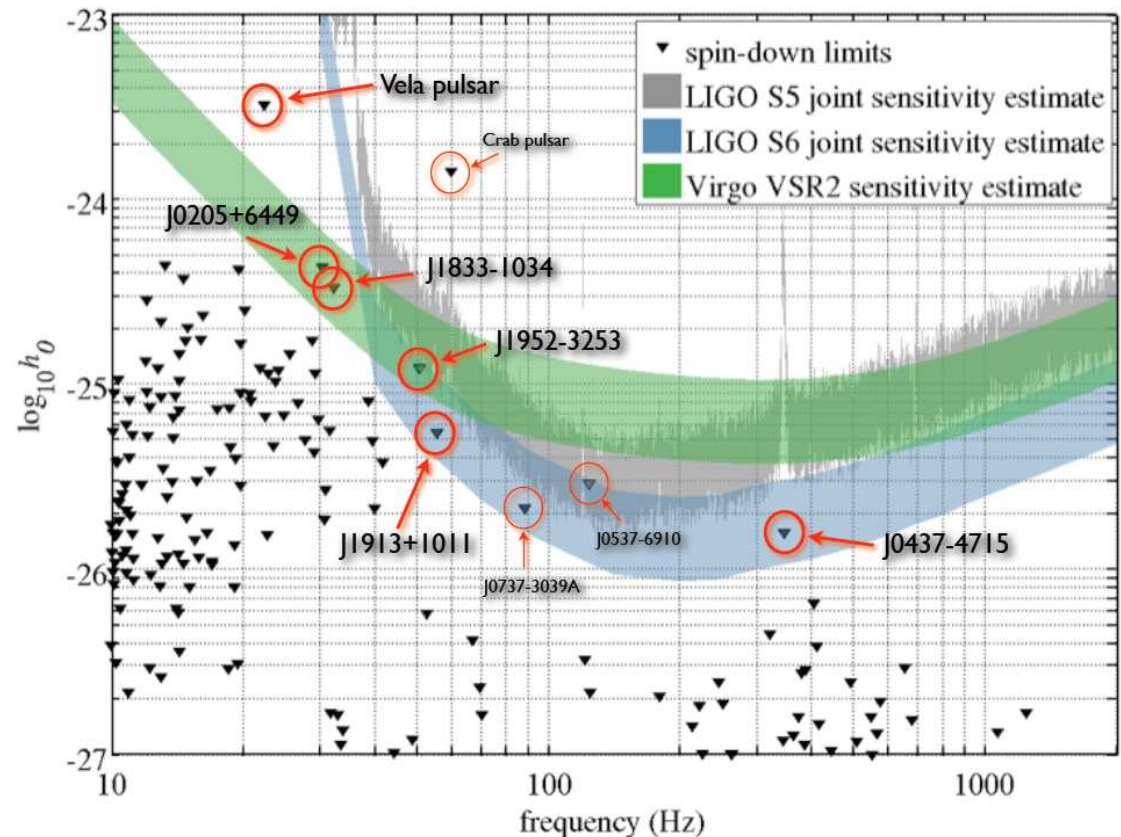 -23
-24
-25
-26
-27
log10 h0
10
100
1000
frequency (Hz)
spin-down limits
LIGO S5 joint sensitivity estimate
LIGO S6 joint sensitivity estimate
Virgo VSR2 sensitivity estimate
Vela pulsar
Crab pulsar
J0205+6449
J1833-1034
J1952-3253
J1913+1011
J0537-6910
J0437-4715
J0737-3039A